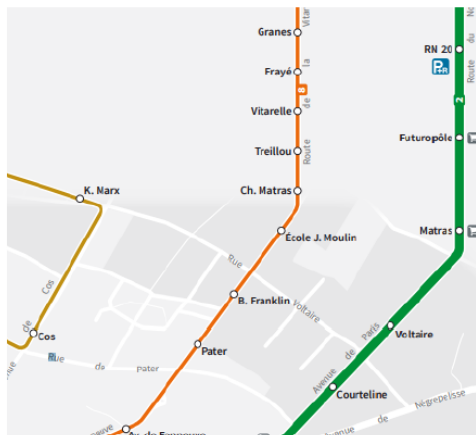 Granes
RN 20
P+R
Frayé
8
Vitarelle
2
Futuropôle
Treillou
Route de la
Route du
K. Marx
Ch. Matras
École J. Moulin
Matras
Rue Voltaire
B. Franklin
Cos
de Cos
Voltaire
Pater
Rue de Pater
Avenue de Paris
Courteline
Avenue de Négrepelisse